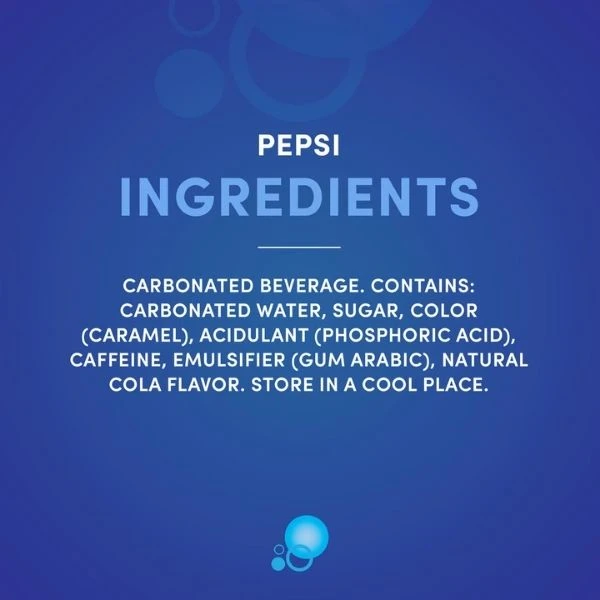 PEPSI
INGREDIENTS
CARBONATED BEVERAGE. CONTAINS:
CARBONATED WATER, SUGAR, COLOR
(CARAMEL), ACIDULANT (PHOSPHORIC ACID),
CAFFEINE, EMULSIFIER (GUM ARABIC), NATURAL
COLA FLAVOR. STORE IN A COOL PLACE.